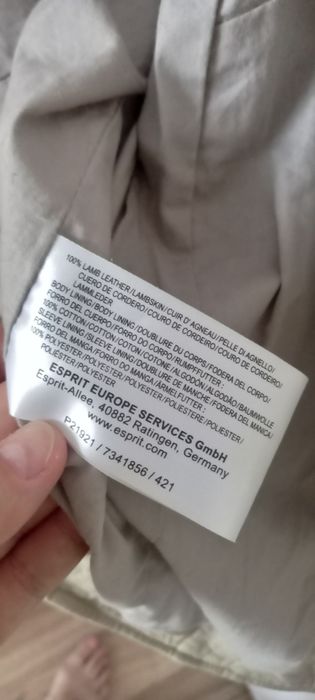 100% LAMB LEATHER/LAMBSKIN/CUIR D'AGNEAU/PELLE DI AGNELLO/
CUERO DE CORDERO/COURO DE CORDEIRO/COURO DE CORDEIRO/
LAMMLEDER
BODY LINING/BODY LINING/DOUBLURE DU CORPS/FODERA DEL CORPO/
FORRO DEL CUERPO/FORRO DO CORPO/RUMPFFUTTER:
100% COTTON/COTTON/COTON/COTONE/ALGODÓN/ALGODÃO/BAUMWOLLE
SLEEVE LINING/SLEEVE LINING/DOUBLURE DE MANCHE/FODERA DEL MANICA/
FORRO DE MANGA/FORRO DO MANGA/ÄRMELFUTTER:
100% POLYESTER/POLYESTER/POLYESTER/POLIESTERE/POLIÉSTER/
POLIÉSTER/POLYESTER
ESPRIT EUROPE SERVICES GmbH
Esprit-Allee, 40882 Ratingen, Germany
www.esprit.com
P21921 / 7341856 / 421